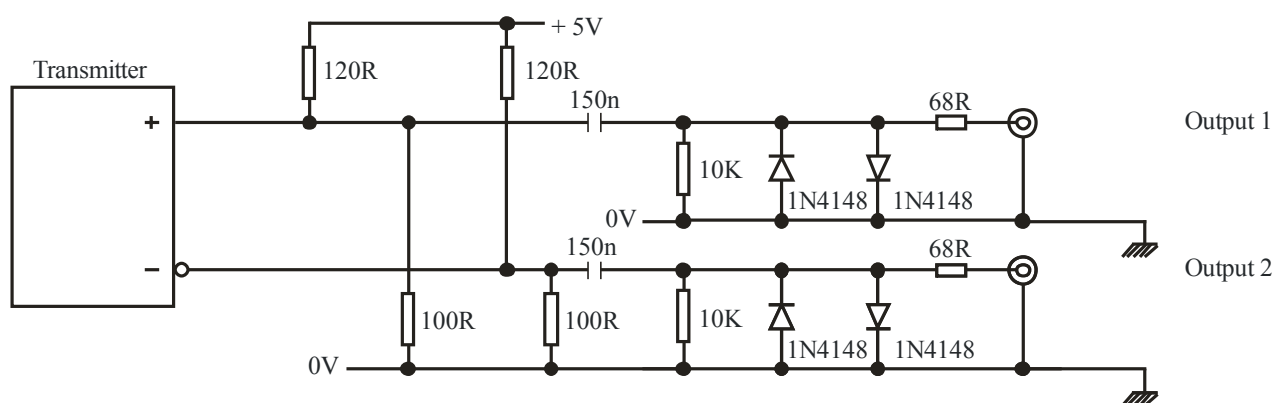 + 5V
Transmitter
120R
120R
150n
68R
+
Output 1
10K
1N4148
1N4148
0V
150n
68R
−
Output 2
100R
100R
10K
1N4148
1N4148
0V